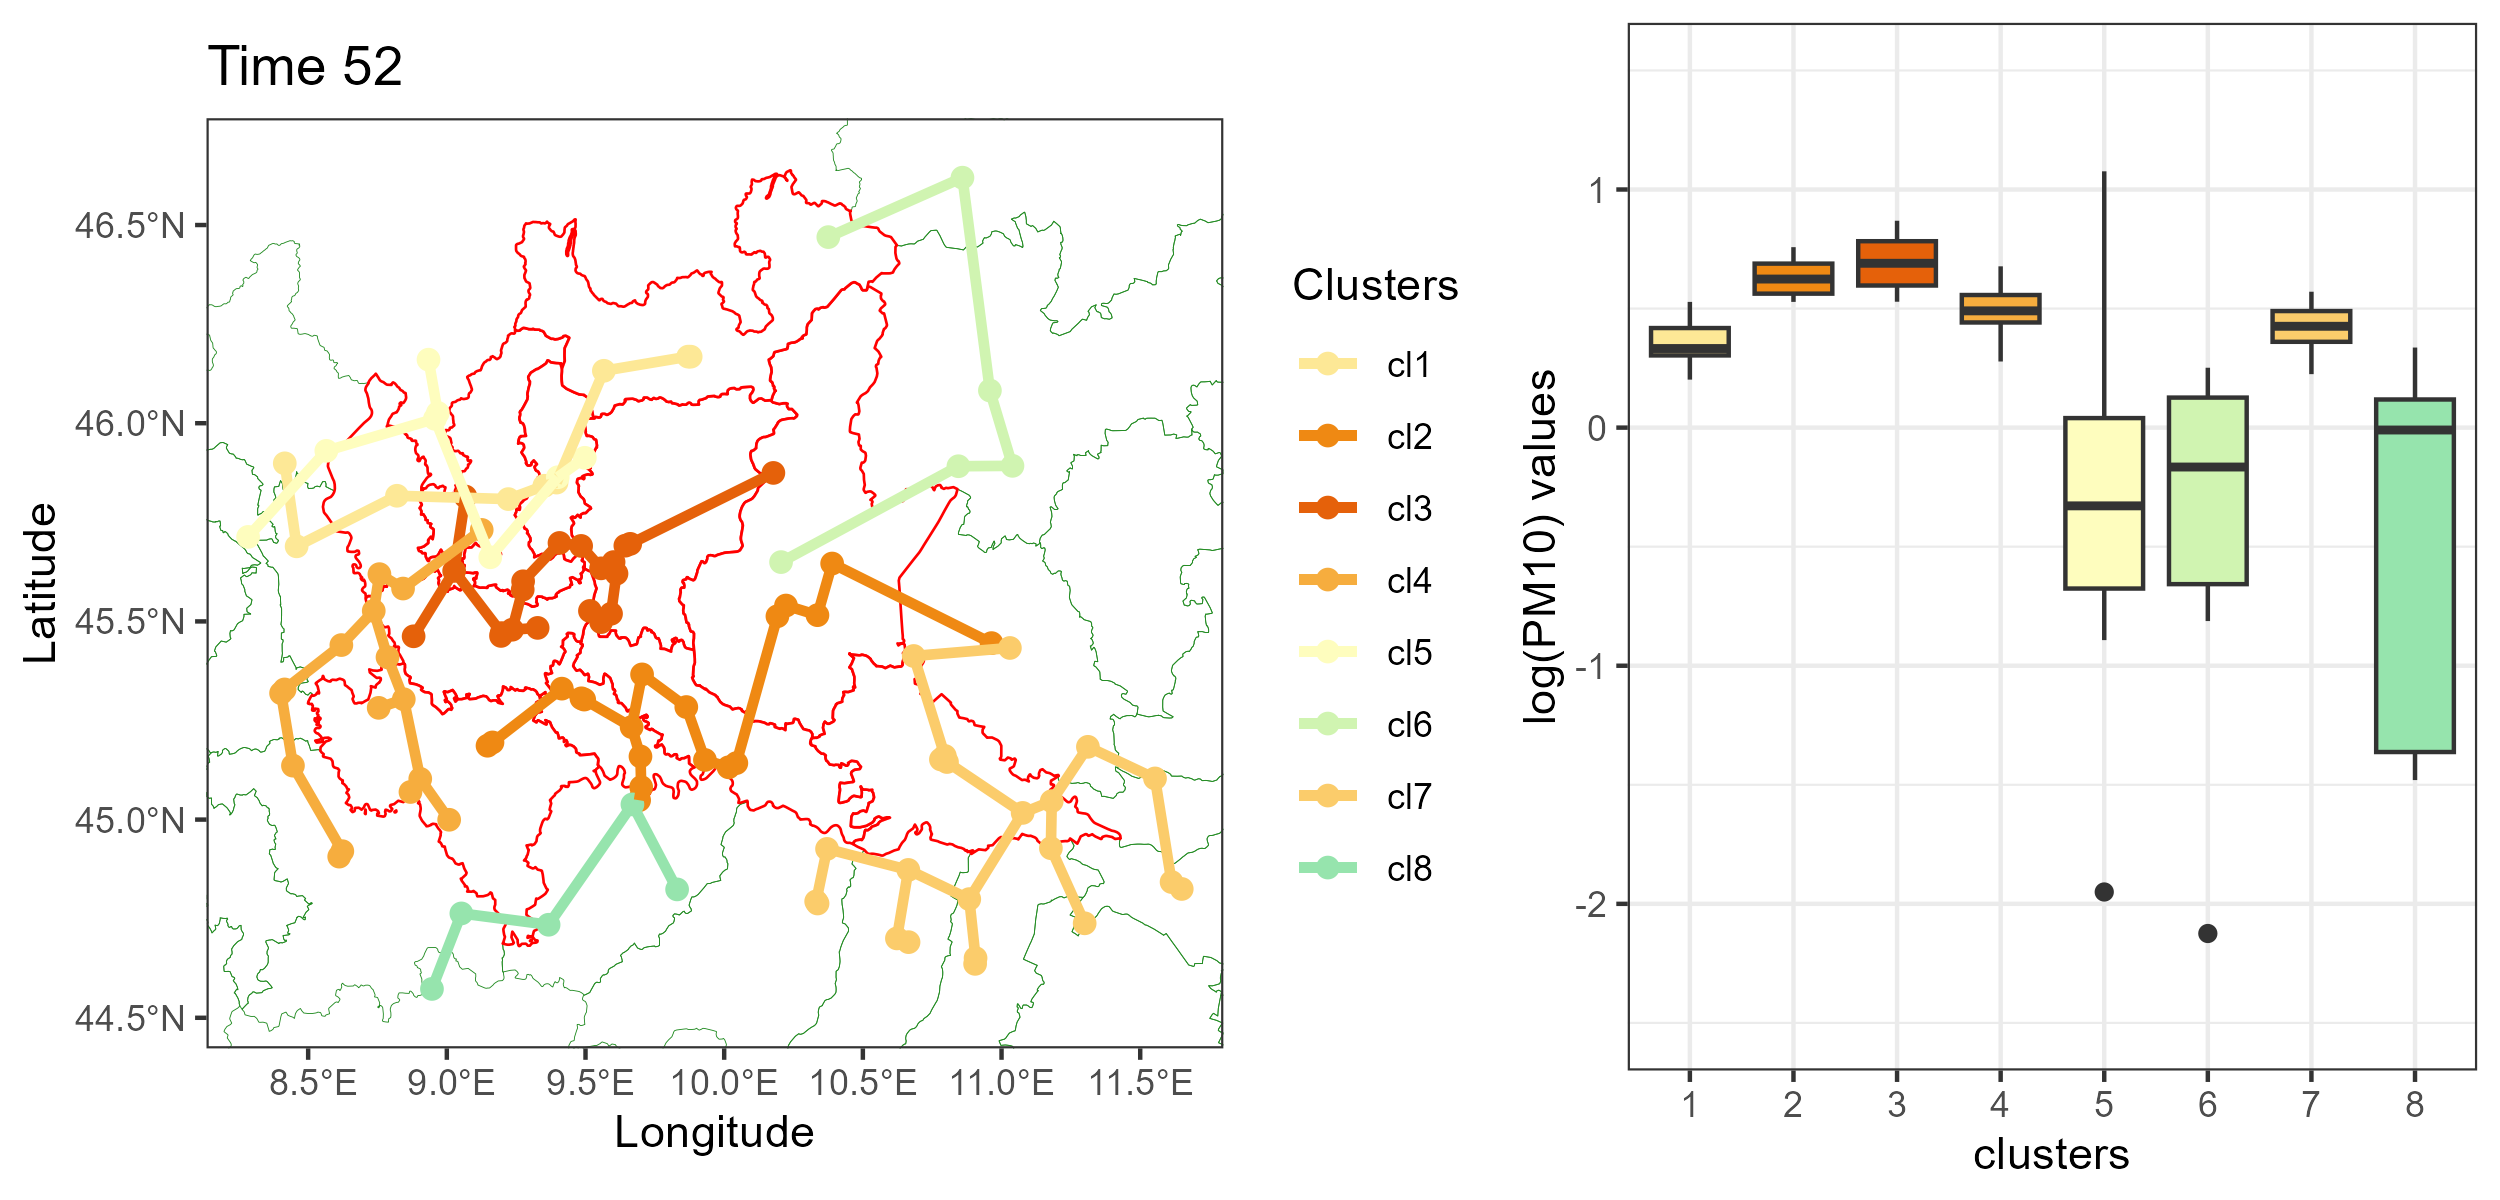 Time 52
46.5°N
46.0°N
45.5°N
45.0°N
44.5°N
Latitude
8.5°E 9.0°E 9.5°E 10.0°E 10.5°E 11.0°E 11.5°E
Longitude
Clusters
cl1
cl2
cl3
cl4
cl5
cl6
cl7
cl8
log(PM10) values
1
0
-1
-2
1 2 3 4 5 6 7 8
clusters